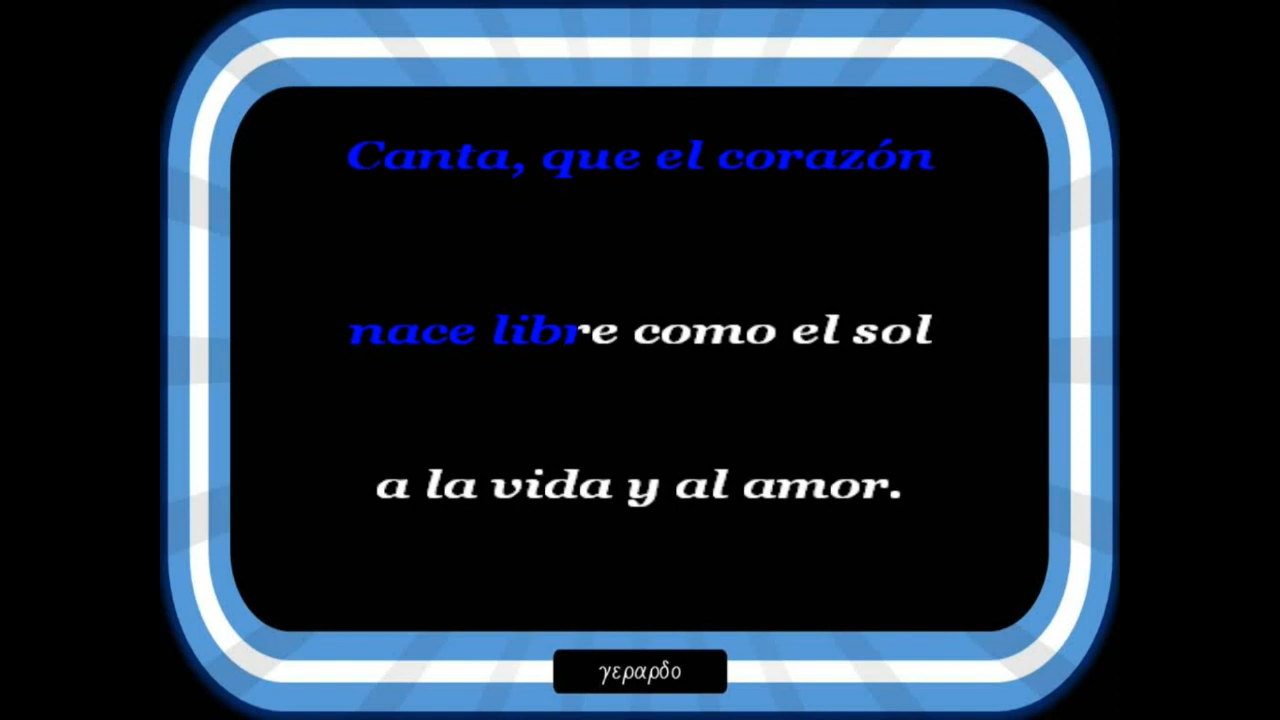 Canta, que el corazón
nace libre como el sol
a la vida y al amor.
γεραρδο